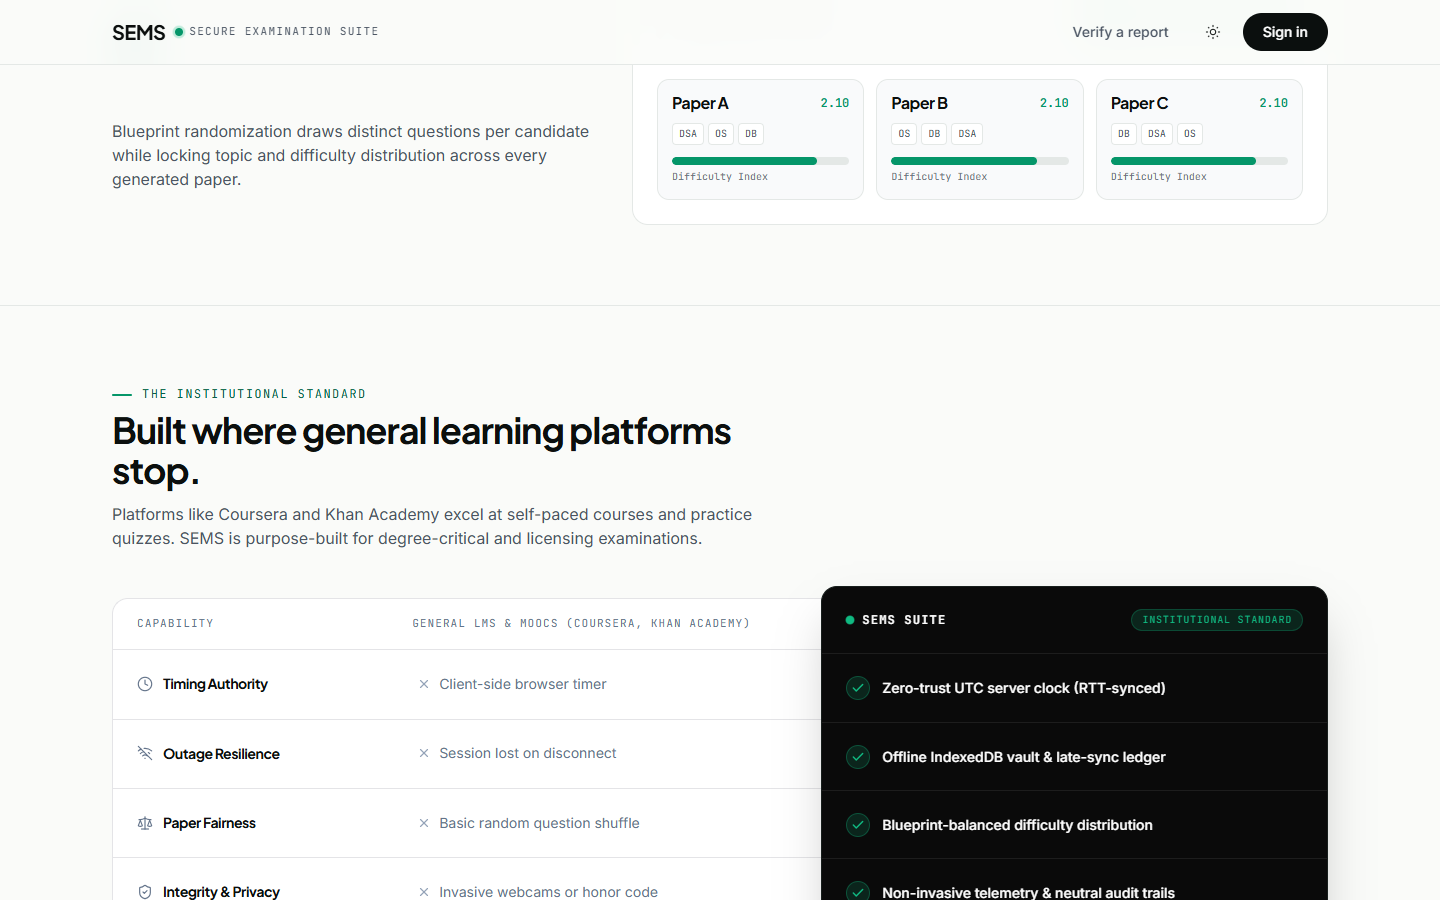 SEMS SECURE EXAMINATION SUITE Verify a report Sign in
Blueprint randomization draws distinct questions per candidate
while locking topic and difficulty distribution across every
generated paper.
Paper A 2.10
DSA OS DB
Difficulty Index
Paper B 2.10
OS DB DSA
Difficulty Index
Paper C 2.10
DB DSA OS
Difficulty Index
THE INSTITUTIONAL STANDARD
Built where general learning platforms
stop.
Platforms like Coursera and Khan Academy excel at self-paced courses and practice
quizzes. SEMS is purpose-built for degree-critical and licensing examinations.
CAPABILITY GENERAL LMS & MOOCS (COURSERA, KHAN ACADEMY) SEMS SUITE INSTITUTIONAL STANDARD
Timing Authority Client-side browser timer Zero-trust UTC server clock (RTT-synced)
Outage Resilience Session lost on disconnect Offline IndexedDB vault & late-sync ledger
Paper Fairness Basic random question shuffle Blueprint-balanced difficulty distribution
Integrity & Privacy Invasive webcams or honor code Non-invasive telemetry & neutral audit trails